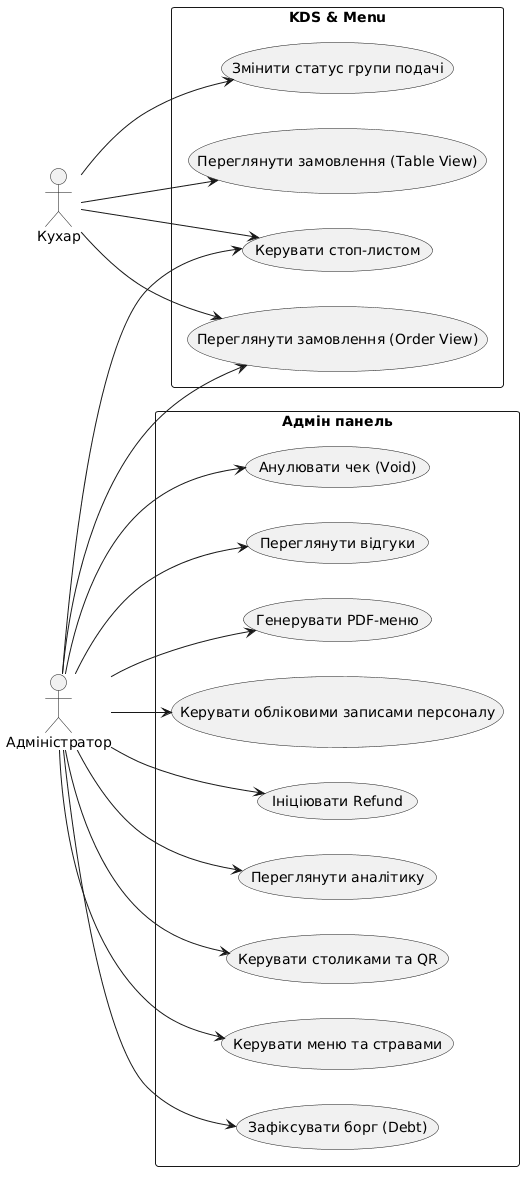 KDS & Menu
Змінити статус групи подачі
Переглянути замовлення (Table View)
Кухар
Керувати стоп-листом
Переглянути замовлення (Order View)
Адмін панель
Анулювати чек (Void)
Переглянути відгуки
Генерувати PDF-меню
Керувати обліковими записами персоналу
Адміністратор
Ініціювати Refund
Переглянути аналітику
Керувати столиками та QR
Керувати меню та стравами
Зафіксувати борг (Debt)